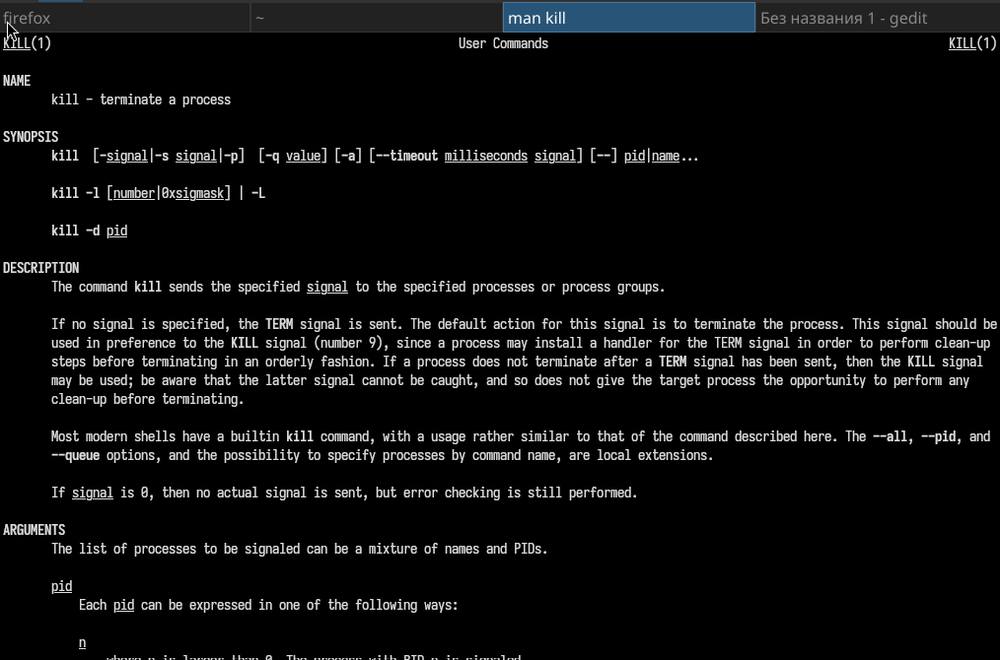 firefox ~ man kill Без названия 1 - gedit
KILL(1) User Commands KILL(1)
NAME
kill - terminate a process
SYNOPSIS
kill [-signal|-s signal|-p] [-q value] [-a] [--timeout milliseconds signal] [--] pid|name...
kill -l [number|0xsigmask] | -L
kill -d pid
DESCRIPTION
The command kill sends the specified signal to the specified processes or process groups.
If no signal is specified, the TERM signal is sent. The default action for this signal is to terminate the process. This signal should be
used in preference to the KILL signal (number 9), since a process may install a handler for the TERM signal in order to perform clean-up
steps before terminating in an orderly fashion. If a process does not terminate after a TERM signal has been sent, then the KILL signal
may be used; be aware that the latter signal cannot be caught, and so does not give the target process the opportunity to perform any
clean-up before terminating.
Most modern shells have a builtin kill command, with a usage rather similar to that of the command described here. The --all, --pid, and
--queue options, and the possibility to specify processes by command name, are local extensions.
If signal is 0, then no actual signal is sent, but error checking is still performed.
ARGUMENTS
The list of processes to be signaled can be a mixture of names and PIDs.
pid
Each pid can be expressed in one of the following ways:
n
where n is larger than 0. The process with PID n is signaled.